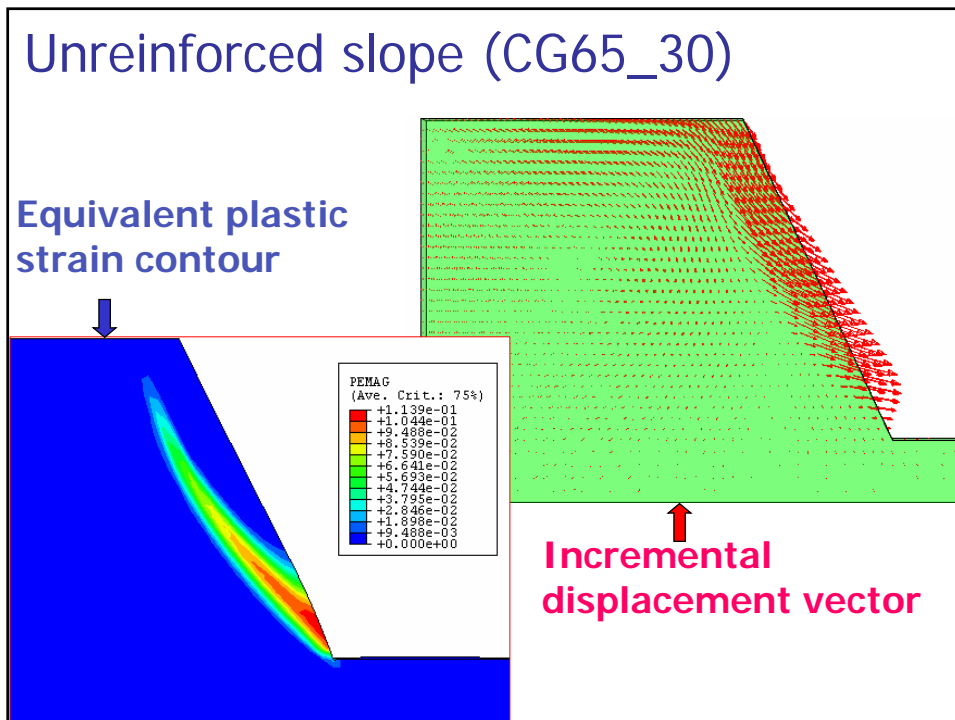 Unreinforced slope (CG65_30)
Equivalent plastic
strain contour
PEMAG
(Ave. Crit.: 75%)
+1.139e-01
+1.044e-01
+9.488e-02
+8.539e-02
+7.590e-02
+6.641e-02
+5.693e-02
+4.744e-02
+3.795e-02
+2.846e-02
+1.898e-02
+9.488e-03
+0.000e+00
Incremental
displacement vector